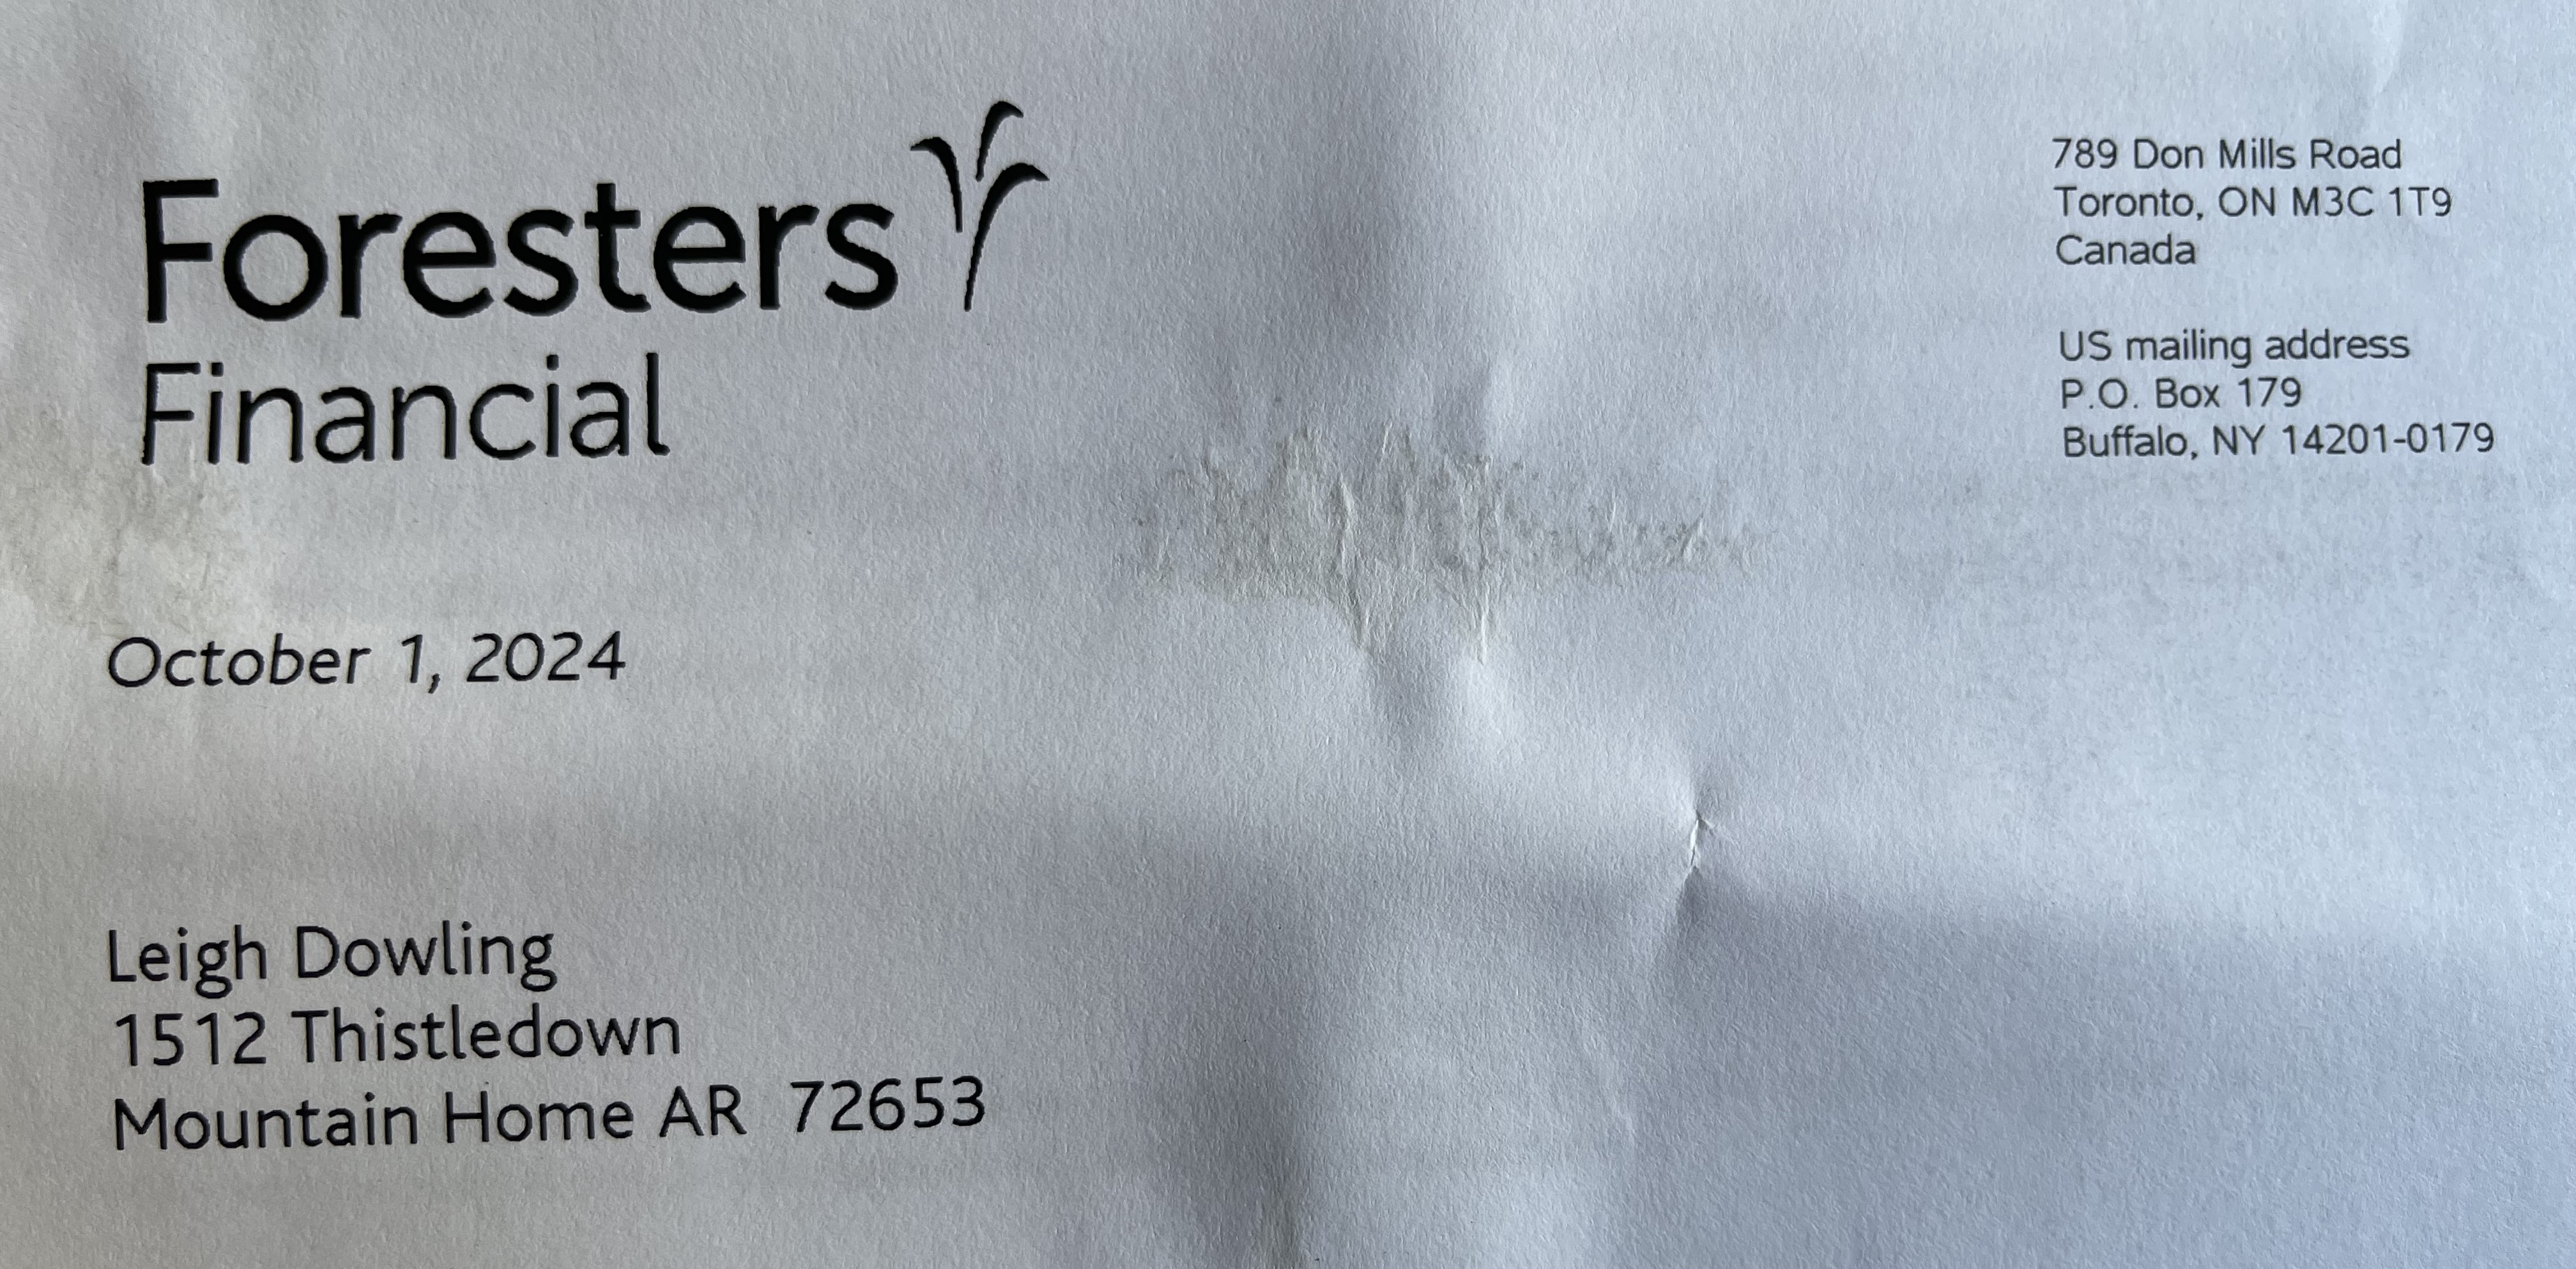 Foresters
Financial
789 Don Mills Road
Toronto, ON M3C 1T9
Canada
US mailing address
P.O. Box 179
Buffalo, NY 14201-0179
October 1, 2024
Leigh Dowling
1512 Thistledown
Mountain Home AR 72653